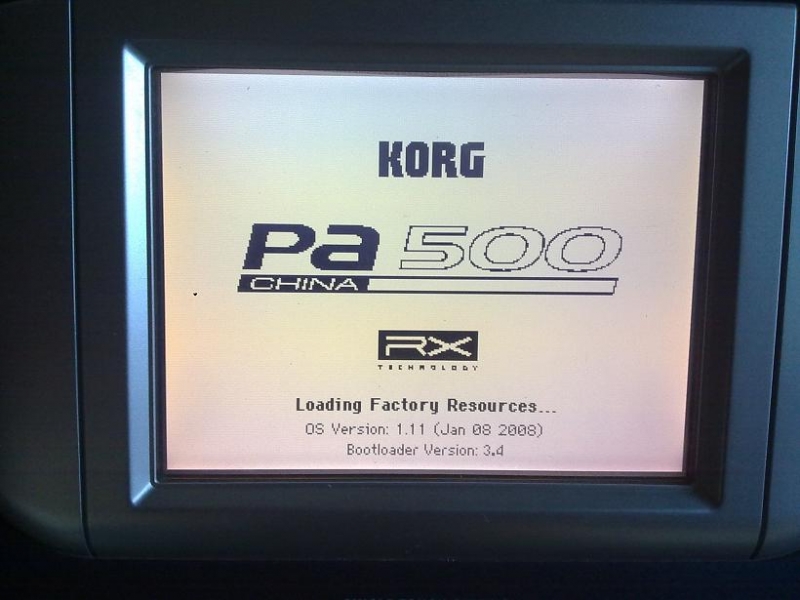 KORG
Pa 500
CHINA
RX
TECHNOLOGY
Loading Factory Resources...
OS Version: 1.11 (Jan 08 2008)
Bootloader Version: 3.4